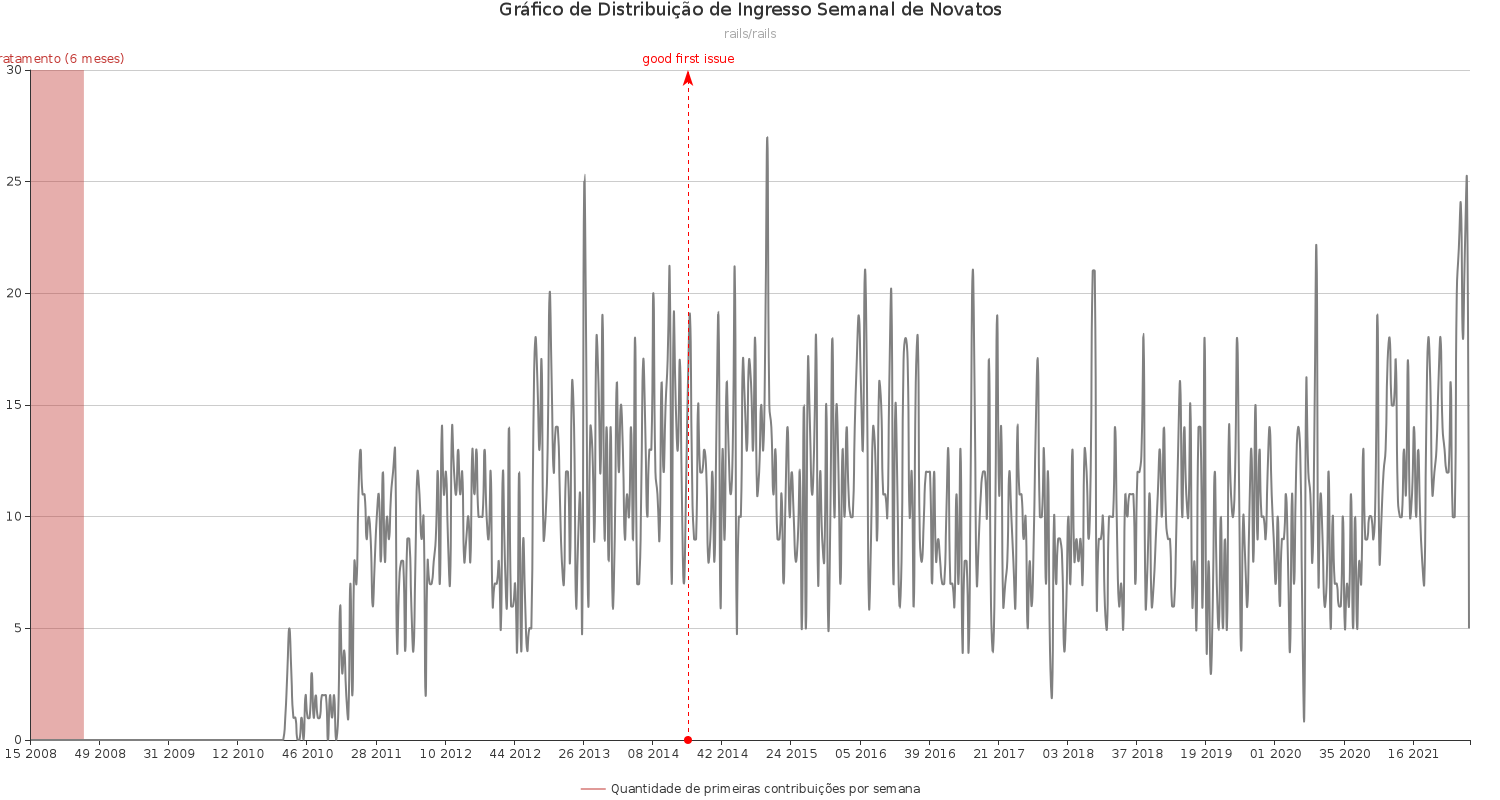 Gráfico de Distribuição de Ingresso Semanal de Novatos
rails/rails
ratamento (6 meses)
good first issue
30
25
20
15
10
5
0
15 2008 49 2008 31 2009 12 2010 46 2010 28 2011 10 2012 44 2012 26 2013 08 2014 42 2014 24 2015 05 2016 39 2016 21 2017 03 2018 37 2018 19 2019 01 2020 35 2020 16 2021
Quantidade de primeiras contribuições por semana